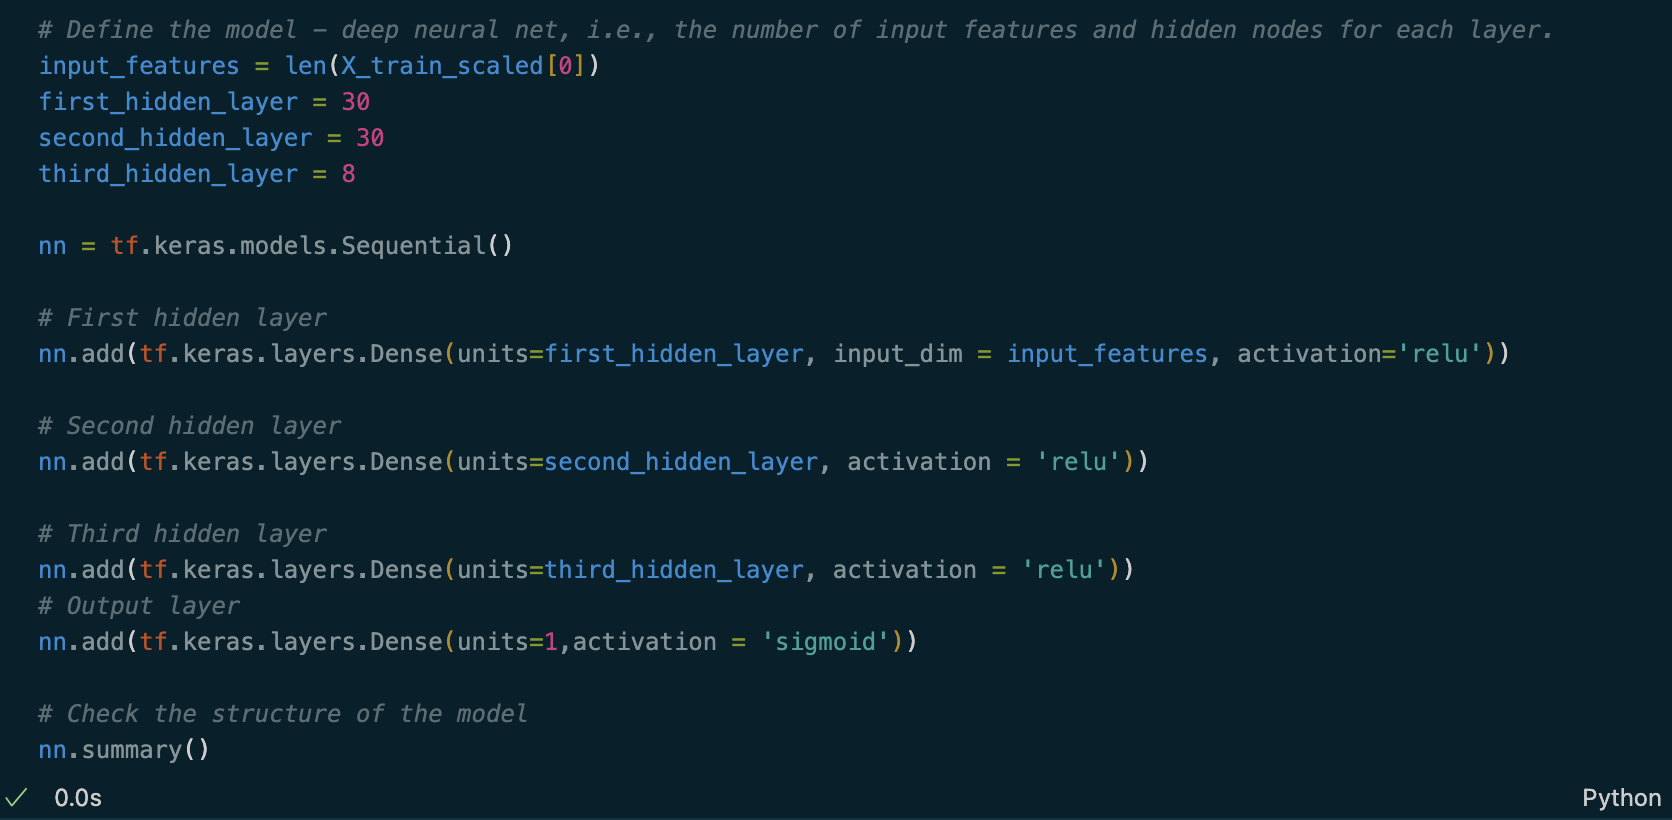 # Define the model – deep neural net, i.e., the number of input features and hidden nodes for each layer.
input_features = len(X_train_scaled[0])
first_hidden_layer = 30
second_hidden_layer = 30
third_hidden_layer = 8
nn = tf.keras.models.Sequential()
# First hidden layer
nn.add(tf.keras.layers.Dense(units=first_hidden_layer, input_dim = input_features, activation='relu'))
# Second hidden layer
nn.add(tf.keras.layers.Dense(units=second_hidden_layer, activation = 'relu'))
# Third hidden layer
nn.add(tf.keras.layers.Dense(units=third_hidden_layer, activation = 'relu'))
# Output layer
nn.add(tf.keras.layers.Dense(units=1,activation = 'sigmoid'))
# Check the structure of the model
nn.summary()
0.0s Python